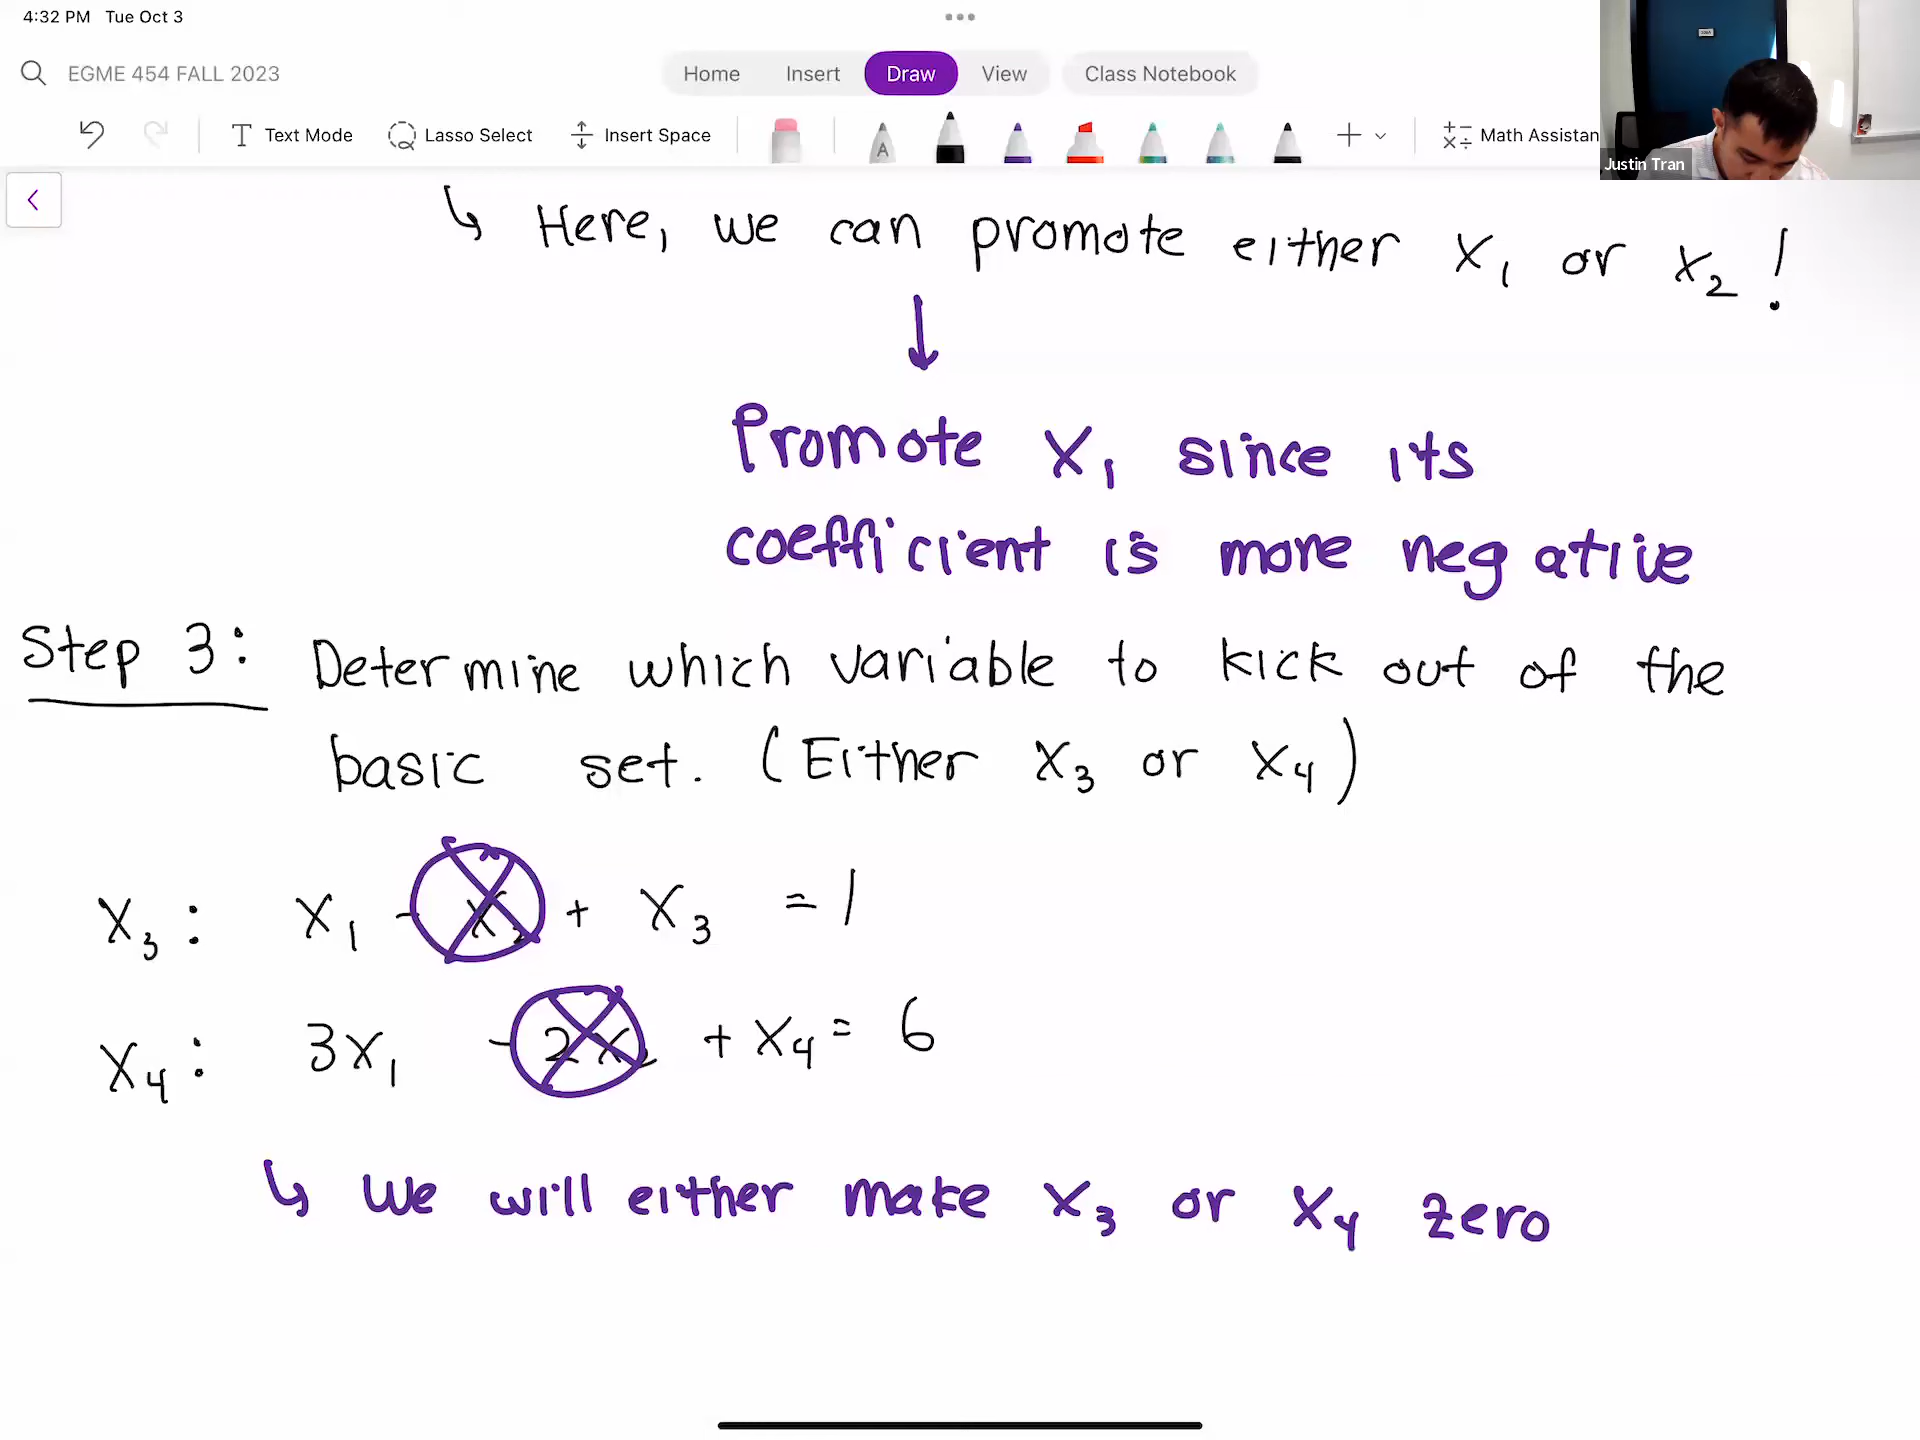 4:32 PM Tue Oct 3
EGME 454 FALL 2023
Home Insert Draw View Class Notebook
Text Mode Lasso Select Insert Space A Math Assistan
Justin Tran
↳ Here, we can promote either x₁ or x₂ !
↓
Promote x₁ since its
coefficient is more negative
Step 3: Determine which variable to kick out of the
basic set. (Either x₃ or x₄)
x₃ : x₁ - x₂ + x₃ = 1
x₄ : 3x₁ - 2x₂ + x₄ = 6
↳ We will either make x₃ or x₄ zero